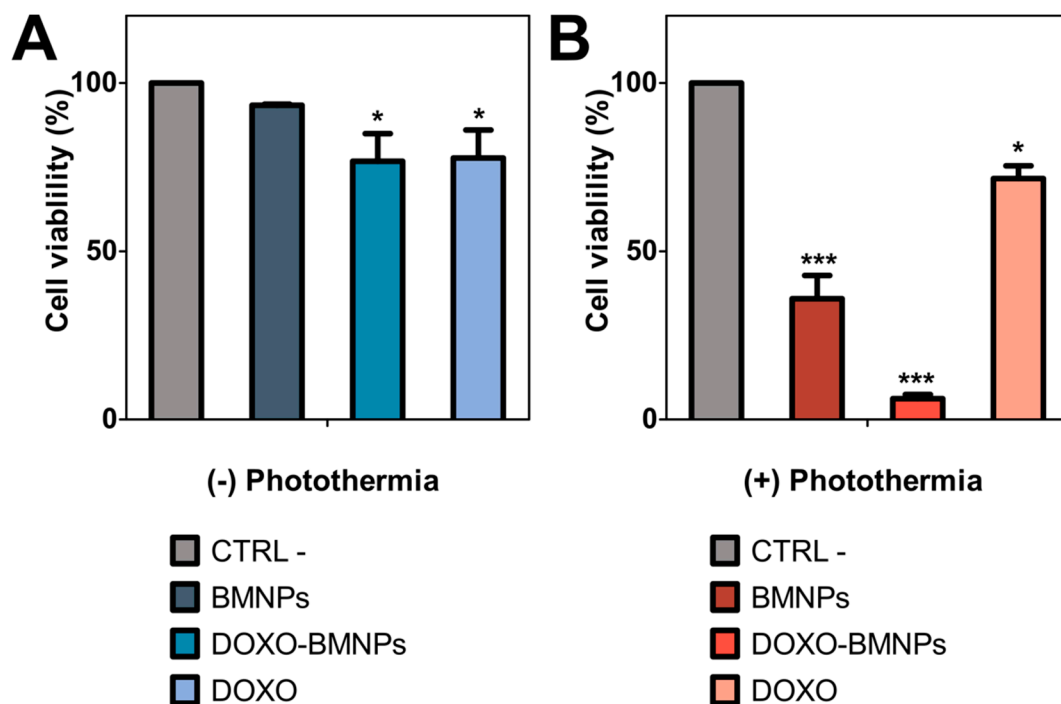 A
Cell viablility (%)
100
50
0
*
*
(-) Photothermia
CTRL -
BMNPs
DOXO-BMNPs
DOXO
B
Cell viability (%)
100
50
0
***
***
*
(+) Photothermia
CTRL -
BMNPs
DOXO-BMNPs
DOXO